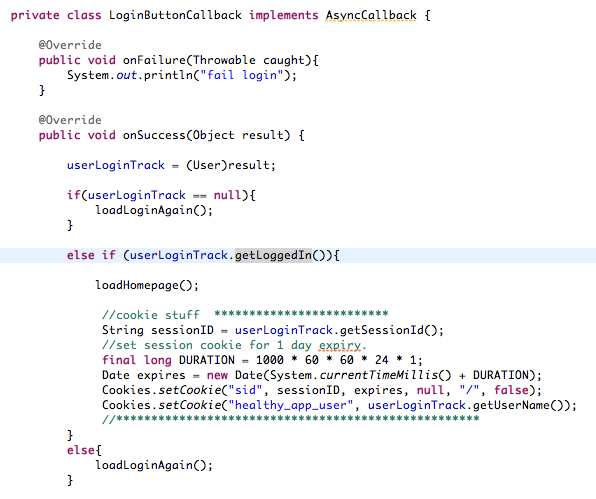 private class LoginButtonCallback implements AsyncCallback {
@Override
public void onFailure(Throwable caught){
System.out.println("fail login");
}
@Override
public void onSuccess(Object result) {
userLoginTrack = (User)result;
if(userLoginTrack == null){
loadLoginAgain();
}
else if (userLoginTrack.getLoggedIn()){
loadHomepage();
//cookie stuff *************************
String sessionID = userLoginTrack.getSessionId();
//set session cookie for 1 day expiry.
final long DURATION = 1000 * 60 * 60 * 24 * 1;
Date expires = new Date(System.currentTimeMillis() + DURATION);
Cookies.setCookie("sid", sessionID, expires, null, "/", false);
Cookies.setCookie("healthy_app_user", userLoginTrack.getUserName());
//****************************************************
}
else{
loadLoginAgain();
}